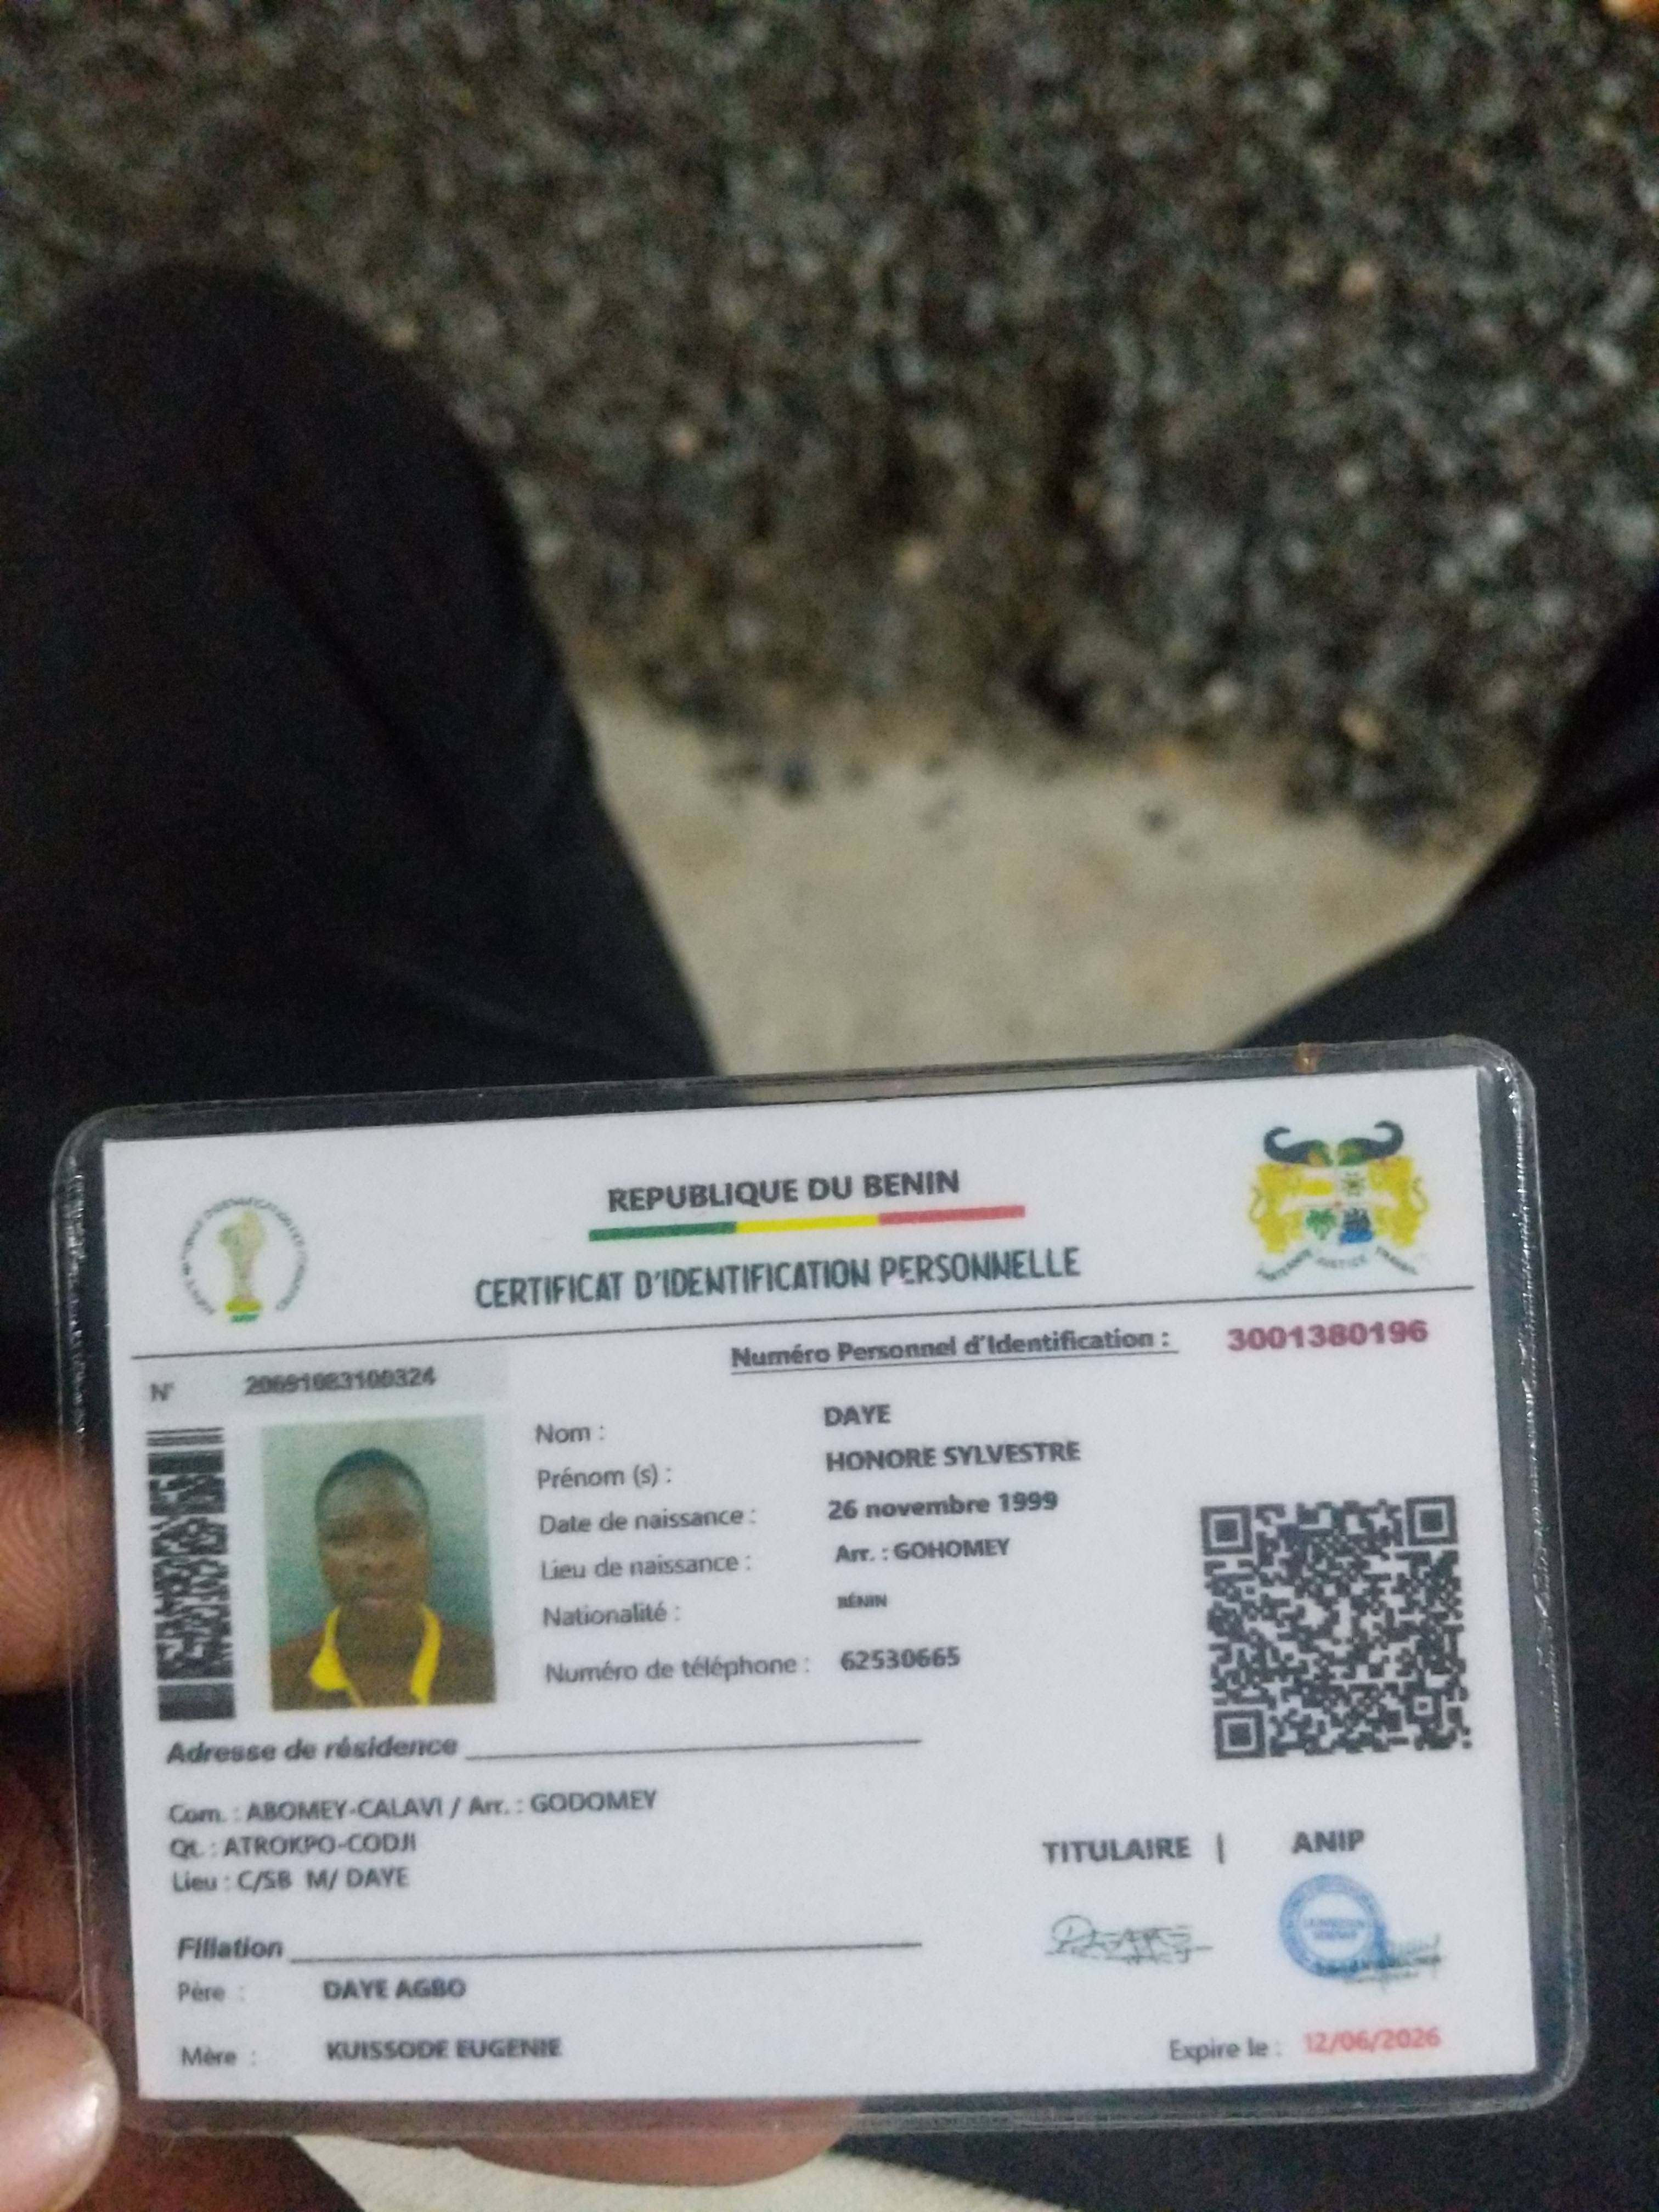 REPUBLIQUE DU BENIN
CERTIFICAT D'IDENTIFICATION PERSONNELLE
Numéro Personnel d'Identification : 3001380196
N° 20691083100324
Nom : DAYE
Prénom (s) : HONORE SYLVESTRE
Date de naissance : 26 novembre 1999
Lieu de naissance : Arr. : GOHOMEY
Nationalité : BÉNIN
Numéro de téléphone : 62530665
Adresse de résidence
Com. : ABOMEY-CALAVI / Arr. : GODOMEY
Qt. : ATROKPO-CODJI
Lieu : C/SB M/ DAYE
TITULAIRE | ANIP
Filiation
Père : DAYE AGBO
Mère : KUISSODE EUGENIE
Expire le : 12/06/2026